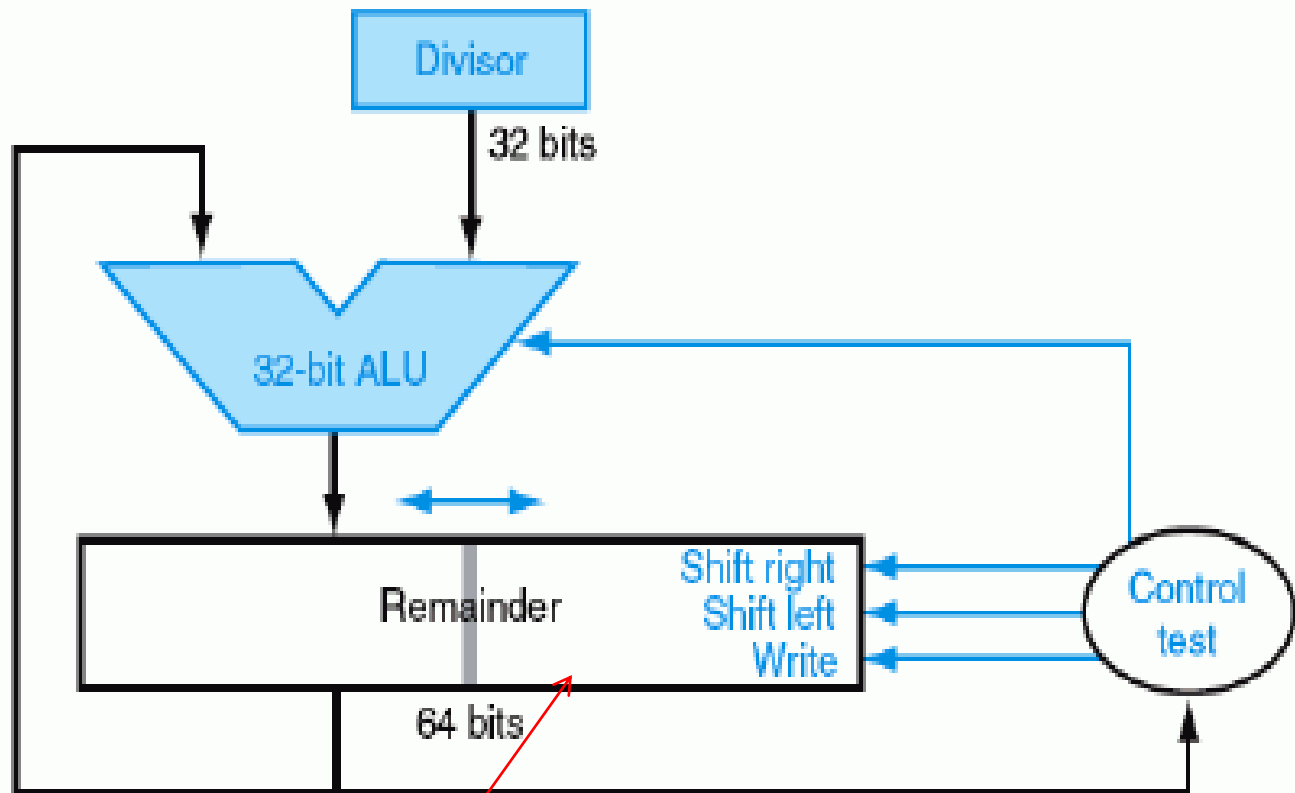 Divisor
32 bits
32-bit ALU
Remainder
Shift right
Shift left
Write
Control
test
64 bits